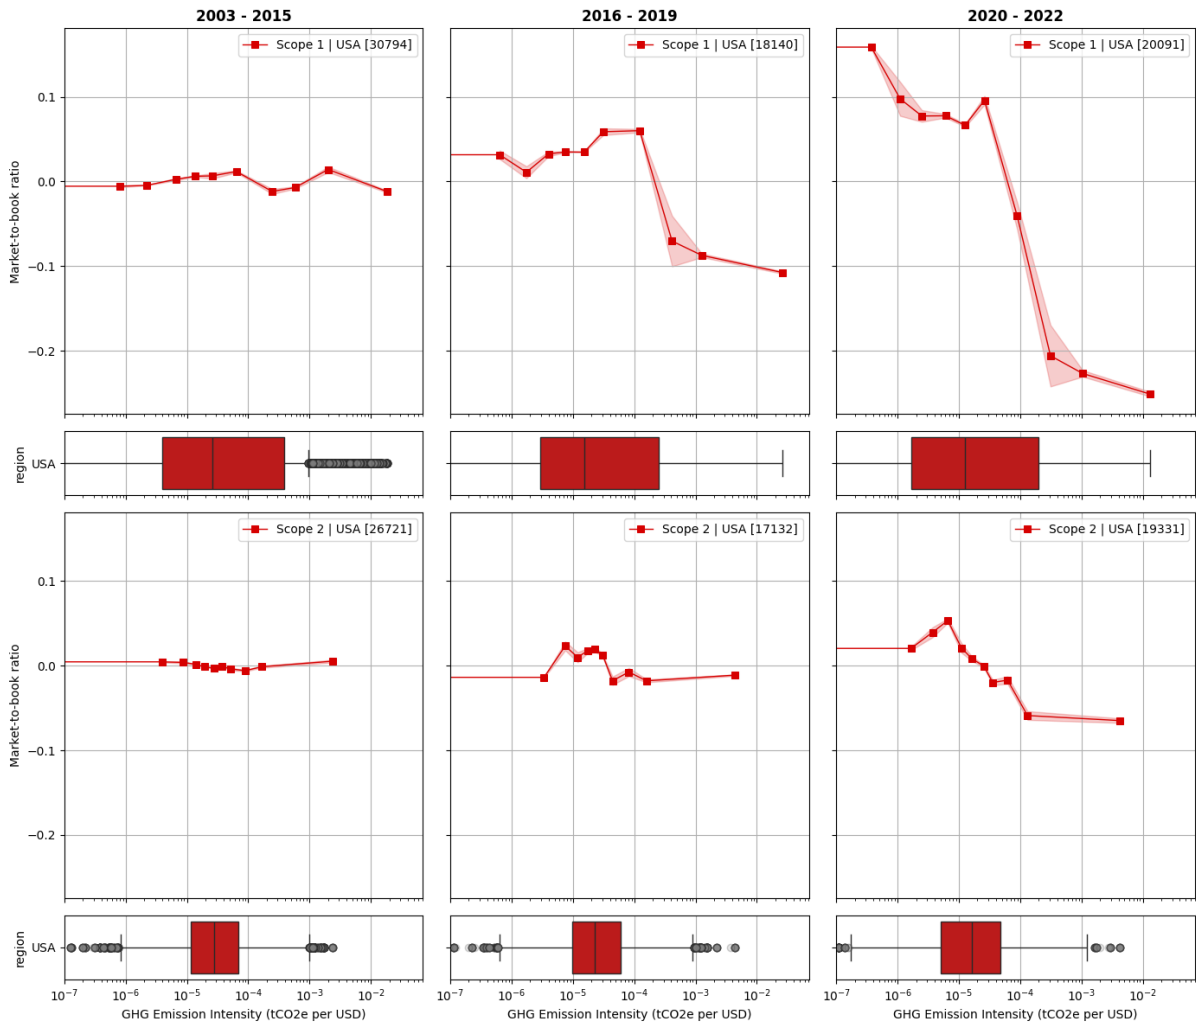 2003 - 2015
2016 - 2019
2020 - 2022
Scope 1 | USA [30794]
Scope 1 | USA [18140]
Scope 1 | USA [20091]
Market-to-book ratio
0.1
0.0
−0.1
−0.2
region
USA
Scope 2 | USA [26721]
Scope 2 | USA [17132]
Scope 2 | USA [19331]
Market-to-book ratio
0.1
0.0
−0.1
−0.2
region
USA
10⁻⁷ 10⁻⁶ 10⁻⁵ 10⁻⁴ 10⁻³ 10⁻²
10⁻⁷ 10⁻⁶ 10⁻⁵ 10⁻⁴ 10⁻³ 10⁻²
10⁻⁷ 10⁻⁶ 10⁻⁵ 10⁻⁴ 10⁻³ 10⁻²
GHG Emission Intensity (tCO2e per USD)
GHG Emission Intensity (tCO2e per USD)
GHG Emission Intensity (tCO2e per USD)